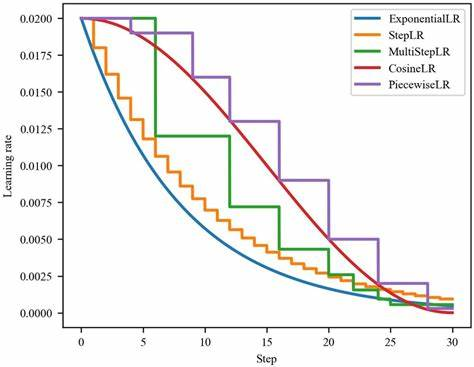 0.0200
0.0175
0.0150
0.0125
0.0100
0.0075
0.0050
0.0025
0.0000
Learning rate
ExponentialLR
StepLR
MultiStepLR
CosineLR
PiecewiseLR
0 5 10 15 20 25 30
Step